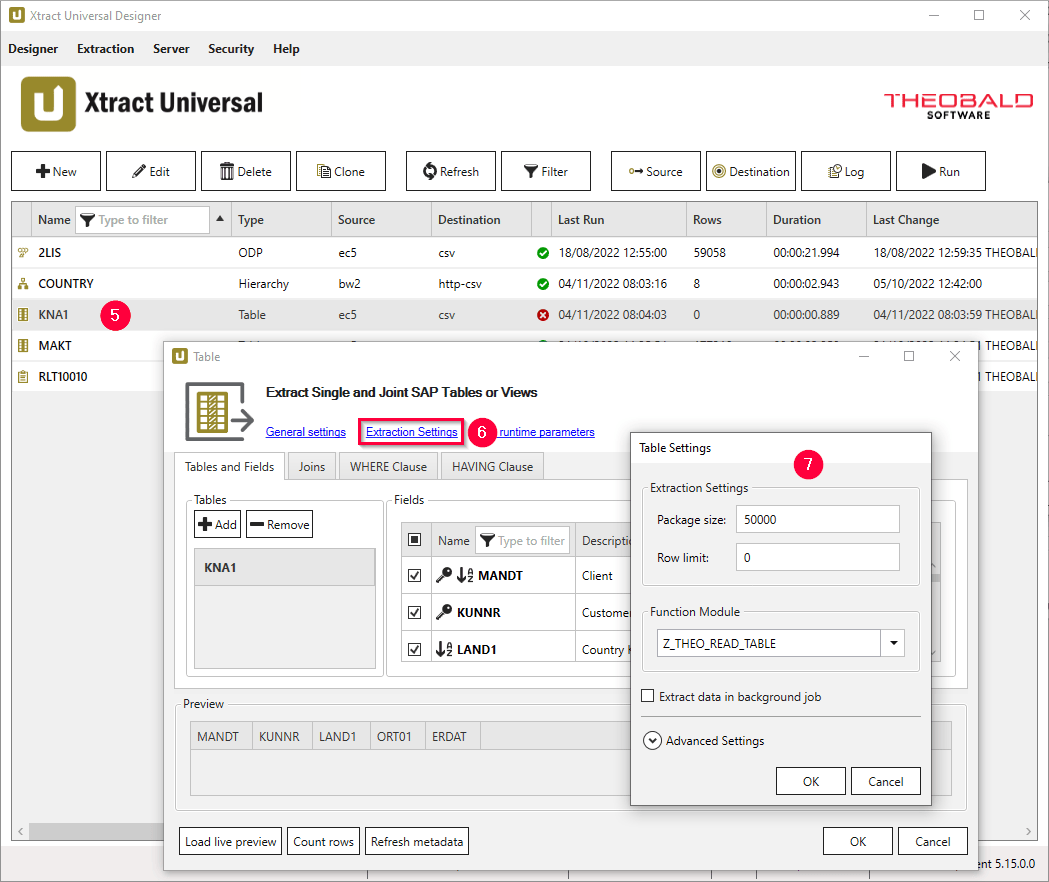 Xtract Universal Designer
Designer Extraction Server Security Help
Xtract Universal
THEOBALD
SOFTWARE
New Edit Delete Clone Refresh Filter Source Destination Log Run
Name Type to filter Type Source Destination Last Run Rows Duration Last Change
2LIS ODP ec5 csv 18/08/2022 12:55:00 59058 00:00:21.994 18/08/2022 12:59:35 THEOBAL
COUNTRY Hierarchy bw2 http-csv 04/11/2022 08:03:16 8 00:00:02.943 05/10/2022 12:42:00
KNA1 5 Table ec5 csv 04/11/2022 08:04:03 0 00:00:00.889 04/11/2022 08:03:59 THEOBAL
MAKT THEOBAL
RLT10010 THEOBAL
Table
Extract Single and Joint SAP Tables or Views
General settings Extraction Settings 6 runtime parameters
Tables and Fields Joins WHERE Clause HAVING Clause
Tables
Add Remove
KNA1
Fields
Name Type to filter Descriptio
MANDT Client
KUNNR Custome
LAND1 Country
Preview
MANDT KUNNR LAND1 ORT01 ERDAT
Load live preview Count rows Refresh metadata OK Cancel
Table Settings
7
Extraction Settings
Package size: 50000
Row limit: 0
Function Module
Z_THEO_READ_TABLE
Extract data in background job
Advanced Settings
OK Cancel
ent 5.15.0.0